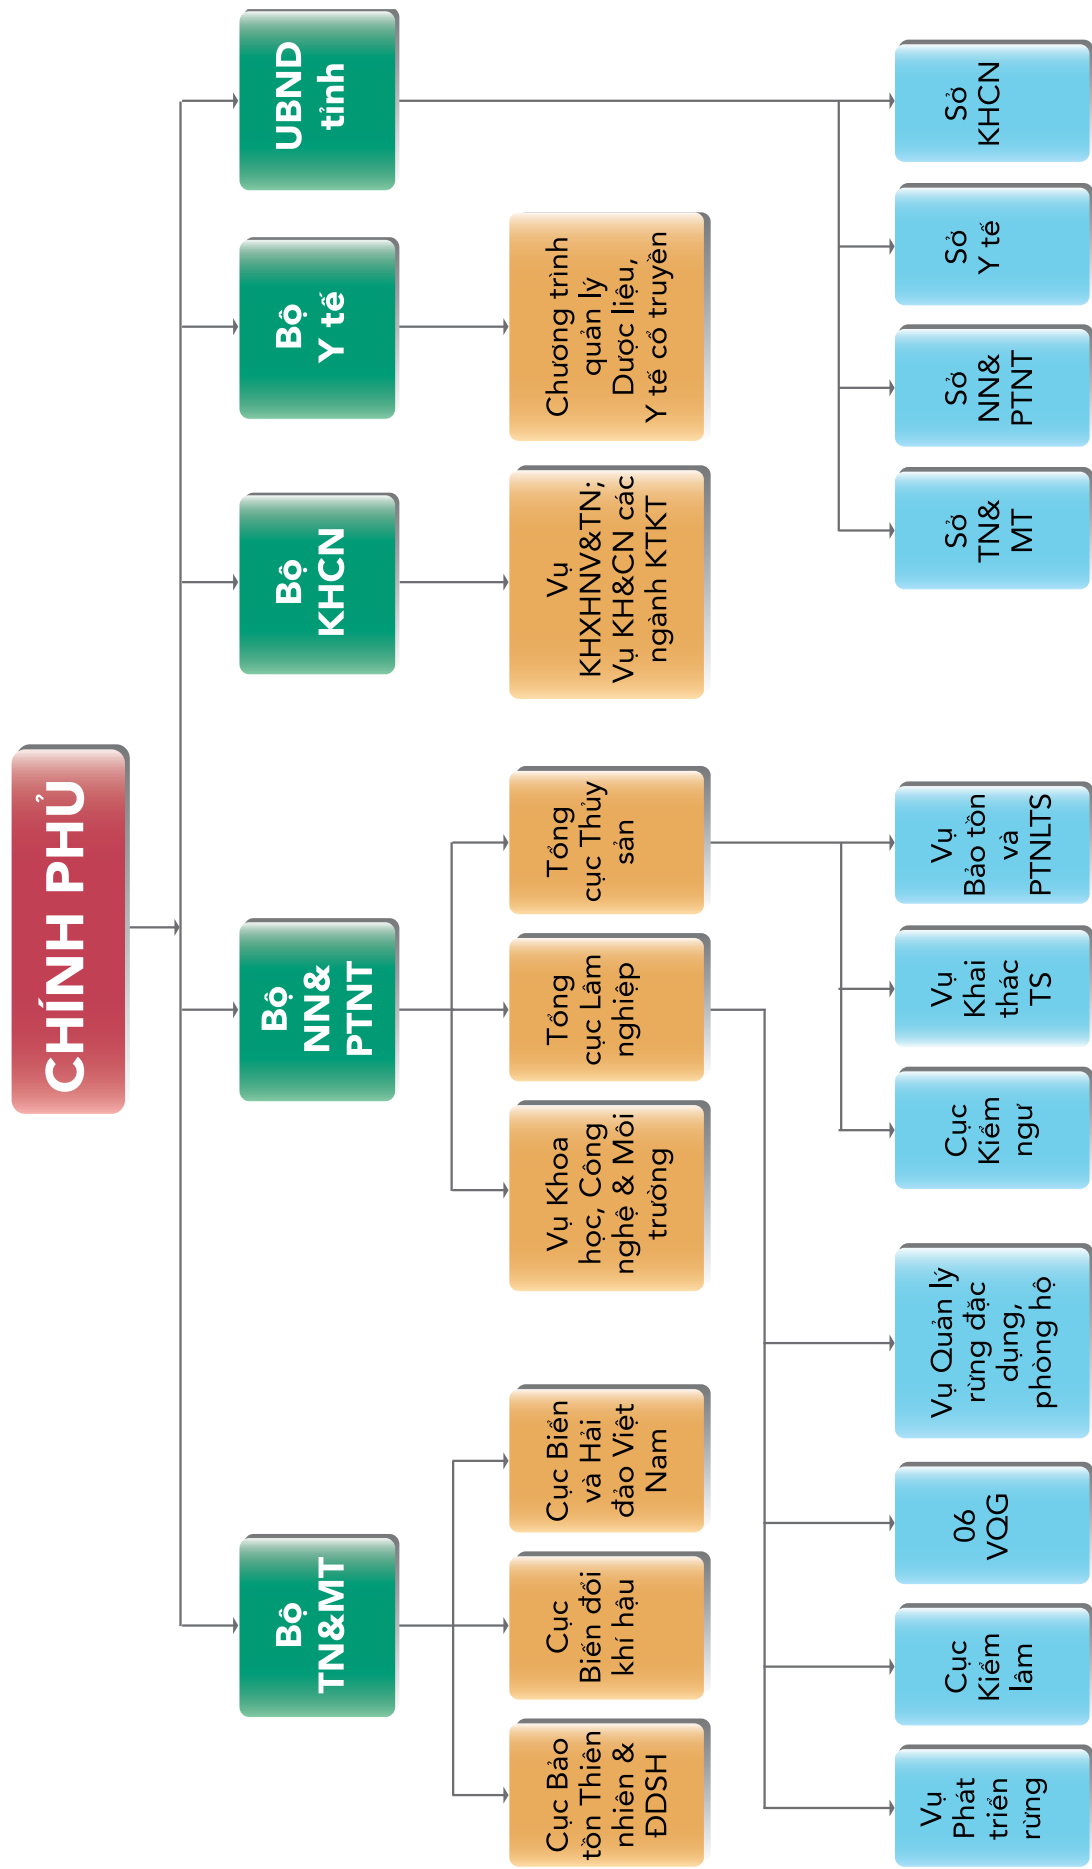 CHÍNH PHỦ
Bộ
TN&MT
Bộ
NN&
PTNT
Bộ
KHCN
Bộ
Y tế
UBND
tỉnh
Cục Bảo
tồn Thiên
nhiên &
ĐDSH
Cục
Biến đổi
khí hậu
Cục Biển
và Hải
đảo Việt
Nam
Vụ Khoa
học, Công
nghệ & Môi
trường
Tổng
cục Lâm
nghiệp
Tổng
cục Thủy
sản
Vụ
KHXHNV&TN;
Vụ KH&CN các
ngành KTKT
Chương trình
quản lý
Dược liệu,
Y tế cổ truyền
Vụ
Phát
triển
rừng
Cục
Kiểm
lâm
06
VQG
Vụ Quản lý
rừng đặc
dụng,
phòng hộ
Cục
Kiểm
ngư
Vụ
Khai
thác
TS
Vụ
Bảo tồn
và
PTNLTS
Sở
TN&
MT
Sở
NN&
PTNT
Sở
Y tế
Sở
KHCN